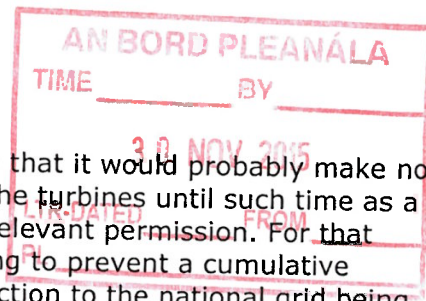 AN BORD PLEANÁLA
TIME BY
30 NOV 2015
that it would probably make no
the turbines until such time as a
LTR-DATED FROM
relevant permission. For that
PL
ng to prevent a cumulative
ction to the national grid being